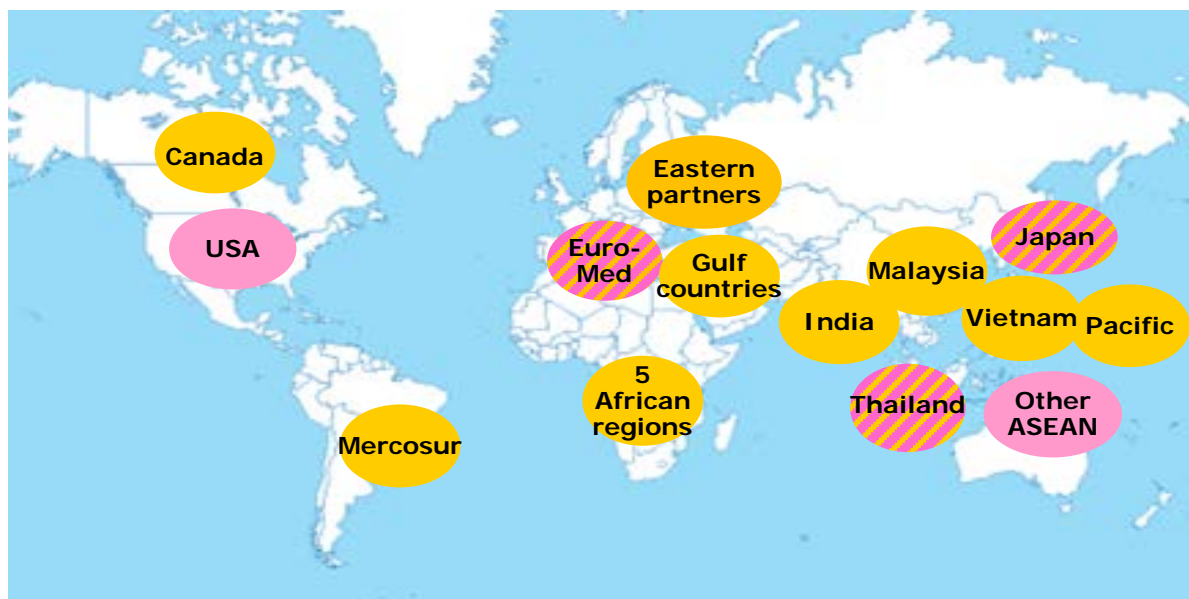 Canada
USA
Mercosur
Eastern
partners
Euro-
Med
Gulf
countries
5
African
regions
Japan
Malaysia
India
Vietnam
Pacific
Thailand
Other
ASEAN